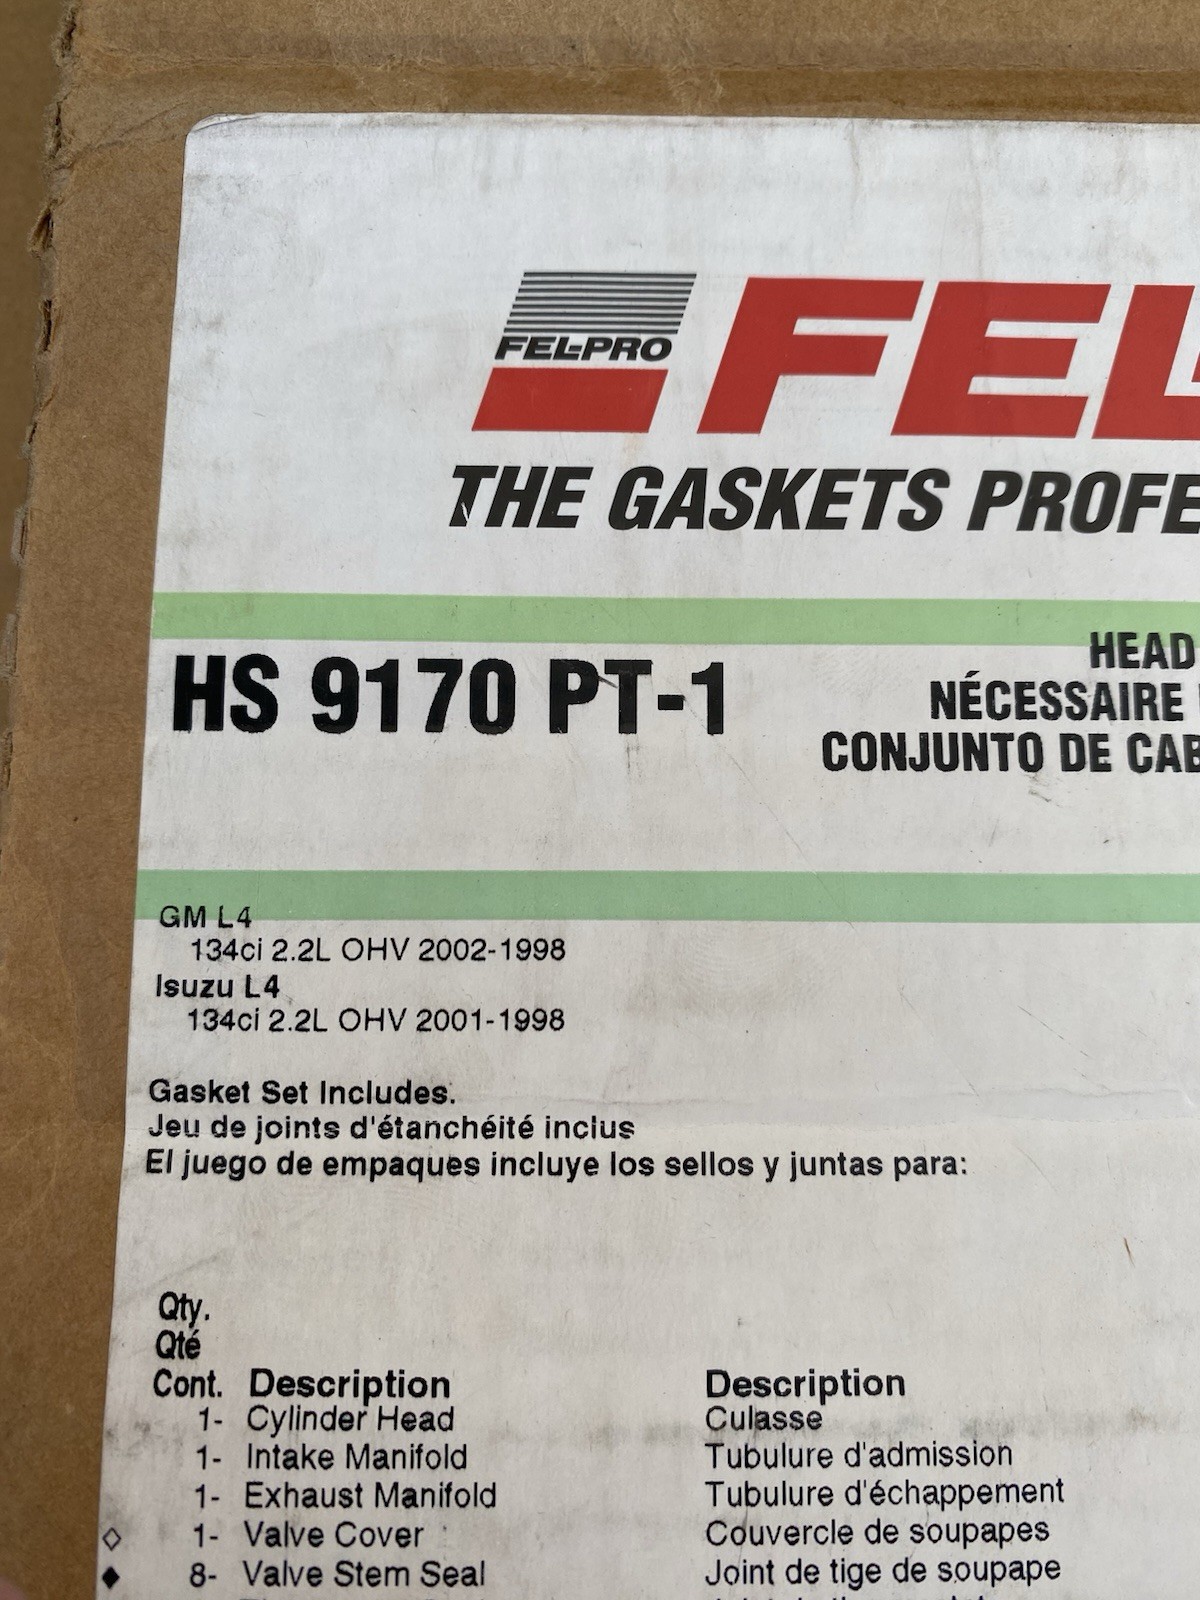 FEL-PRO
FEL
THE GASKETS PROFE
HS 9170 PT-1
HEAD
NÉCESSAIRE
CONJUNTO DE CAB
GM L4
134ci 2.2L OHV 2002-1998
Isuzu L4
134ci 2.2L OHV 2001-1998
Gasket Set Includes.
Jeu de joints d'étanchéité inclus
El juego de empaques incluye los sellos y juntas para:
Qty.
Qté
Cont. Description Description
1- Cylinder Head Culasse
1- Intake Manifold Tubulure d'admission
1- Exhaust Manifold Tubulure d'échappement
◇ 1- Valve Cover Couvercle de soupapes
◆ 8- Valve Stem Seal Joint de tige de soupape